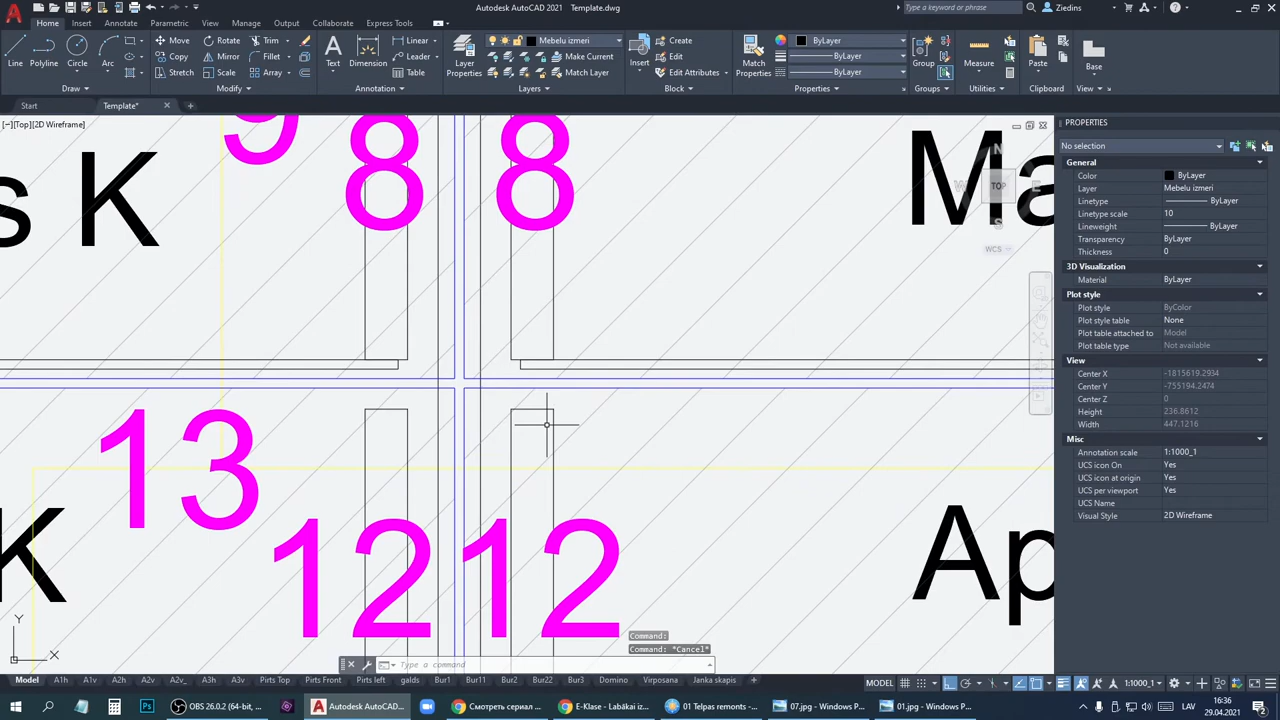 Autodesk AutoCAD 2021 Template.dwg
Type a keyword or phrase
Ziedins
Home Insert Annotate Parametric View Manage Output Collaborate Express Tools
Line Polyline Circle Arc
Move Rotate Trim
Copy Mirror Fillet
Stretch Scale Array
Text Dimension
Linear
Leader
Table
Layer Properties
Mebelu izmeri
Make Current
Match Layer
Insert
Create
Edit
Edit Attributes
Match Properties
ByLayer
ByLayer
ByLayer
Group
Measure
Paste
Base
Draw Modify Annotation Layers Block Properties Groups Utilities Clipboard View
Start Template*
[–][Top][2D Wireframe]
9 8 8
s K
Ma
N
W TOP E
S
WCS
13
12 12
K
Ap
Y
X
PROPERTIES
No selection
General
Color ByLayer
Layer Mebelu izmeri
Linetype ByLayer
Linetype scale 10
Lineweight ByLayer
Transparency ByLayer
Thickness 0
3D Visualization
Material ByLayer
Plot style
Plot style ByColor
Plot style table None
Plot table attached to Model
Plot table type Not available
View
Center X -1815619.2934
Center Y -755194.2474
Center Z 0
Height 236.8612
Width 447.1216
Misc
Annotation scale 1:1000_1
UCS icon On Yes
UCS icon at origin Yes
UCS per viewport Yes
UCS Name
Visual Style 2D Wireframe
Command:
Command: *Cancel*
Type a command
Model A1h A1v A2h A2v A2v_ A3h A3v Pirts Top Pirts Front Pirts left galds Bur1 Bur11 Bur2 Bur22 Bur3 Domino Virposana Janka skapis +
MODEL 1:1000_1
OBS 26.0.2 (64-bit, ... Autodesk AutoCAD... Смотреть сериал ... E-Klase - Labākai iz... 01 Telpas remonts -... 07.jpg - Windows P... 01.jpg - Windows P... LAV 16:36
29.04.2021